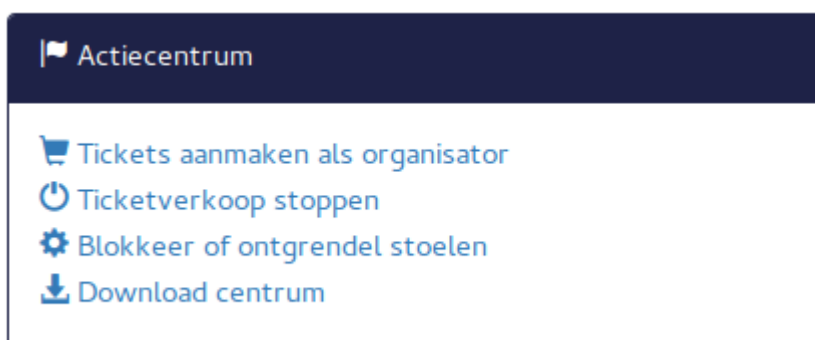 Actiecentrum
Tickets aanmaken als organisator
Ticketverkoop stoppen
Blokkeer of ontgrendel stoelen
Download centrum